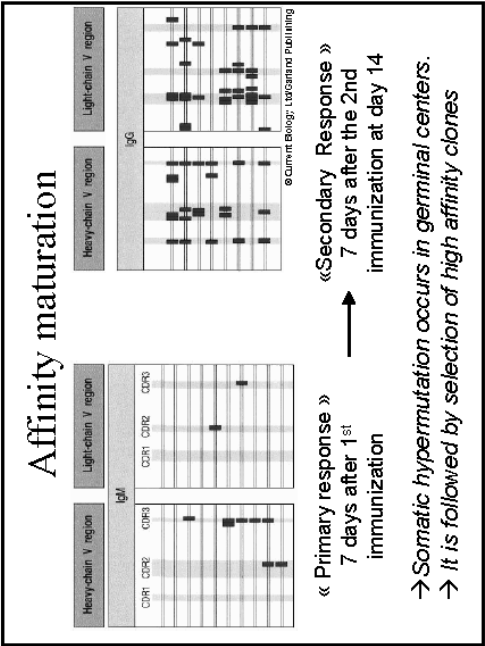 Affinity maturation
Heavy-chain V region
Light-chain V region
IgM
CDR1
CDR2
CDR3
CDR1
CDR2
CDR3
Heavy-chain V region
Light-chain V region
IgG
© Current Biology Ltd/Garland Publishing
« Primary response »
7 days after 1st
immunization
«Secondary Response »
7 days after the 2nd
immunization at day 14
→Somatic hypermutation occurs in germinal centers.
→ It is followed by selection of high affinity clones